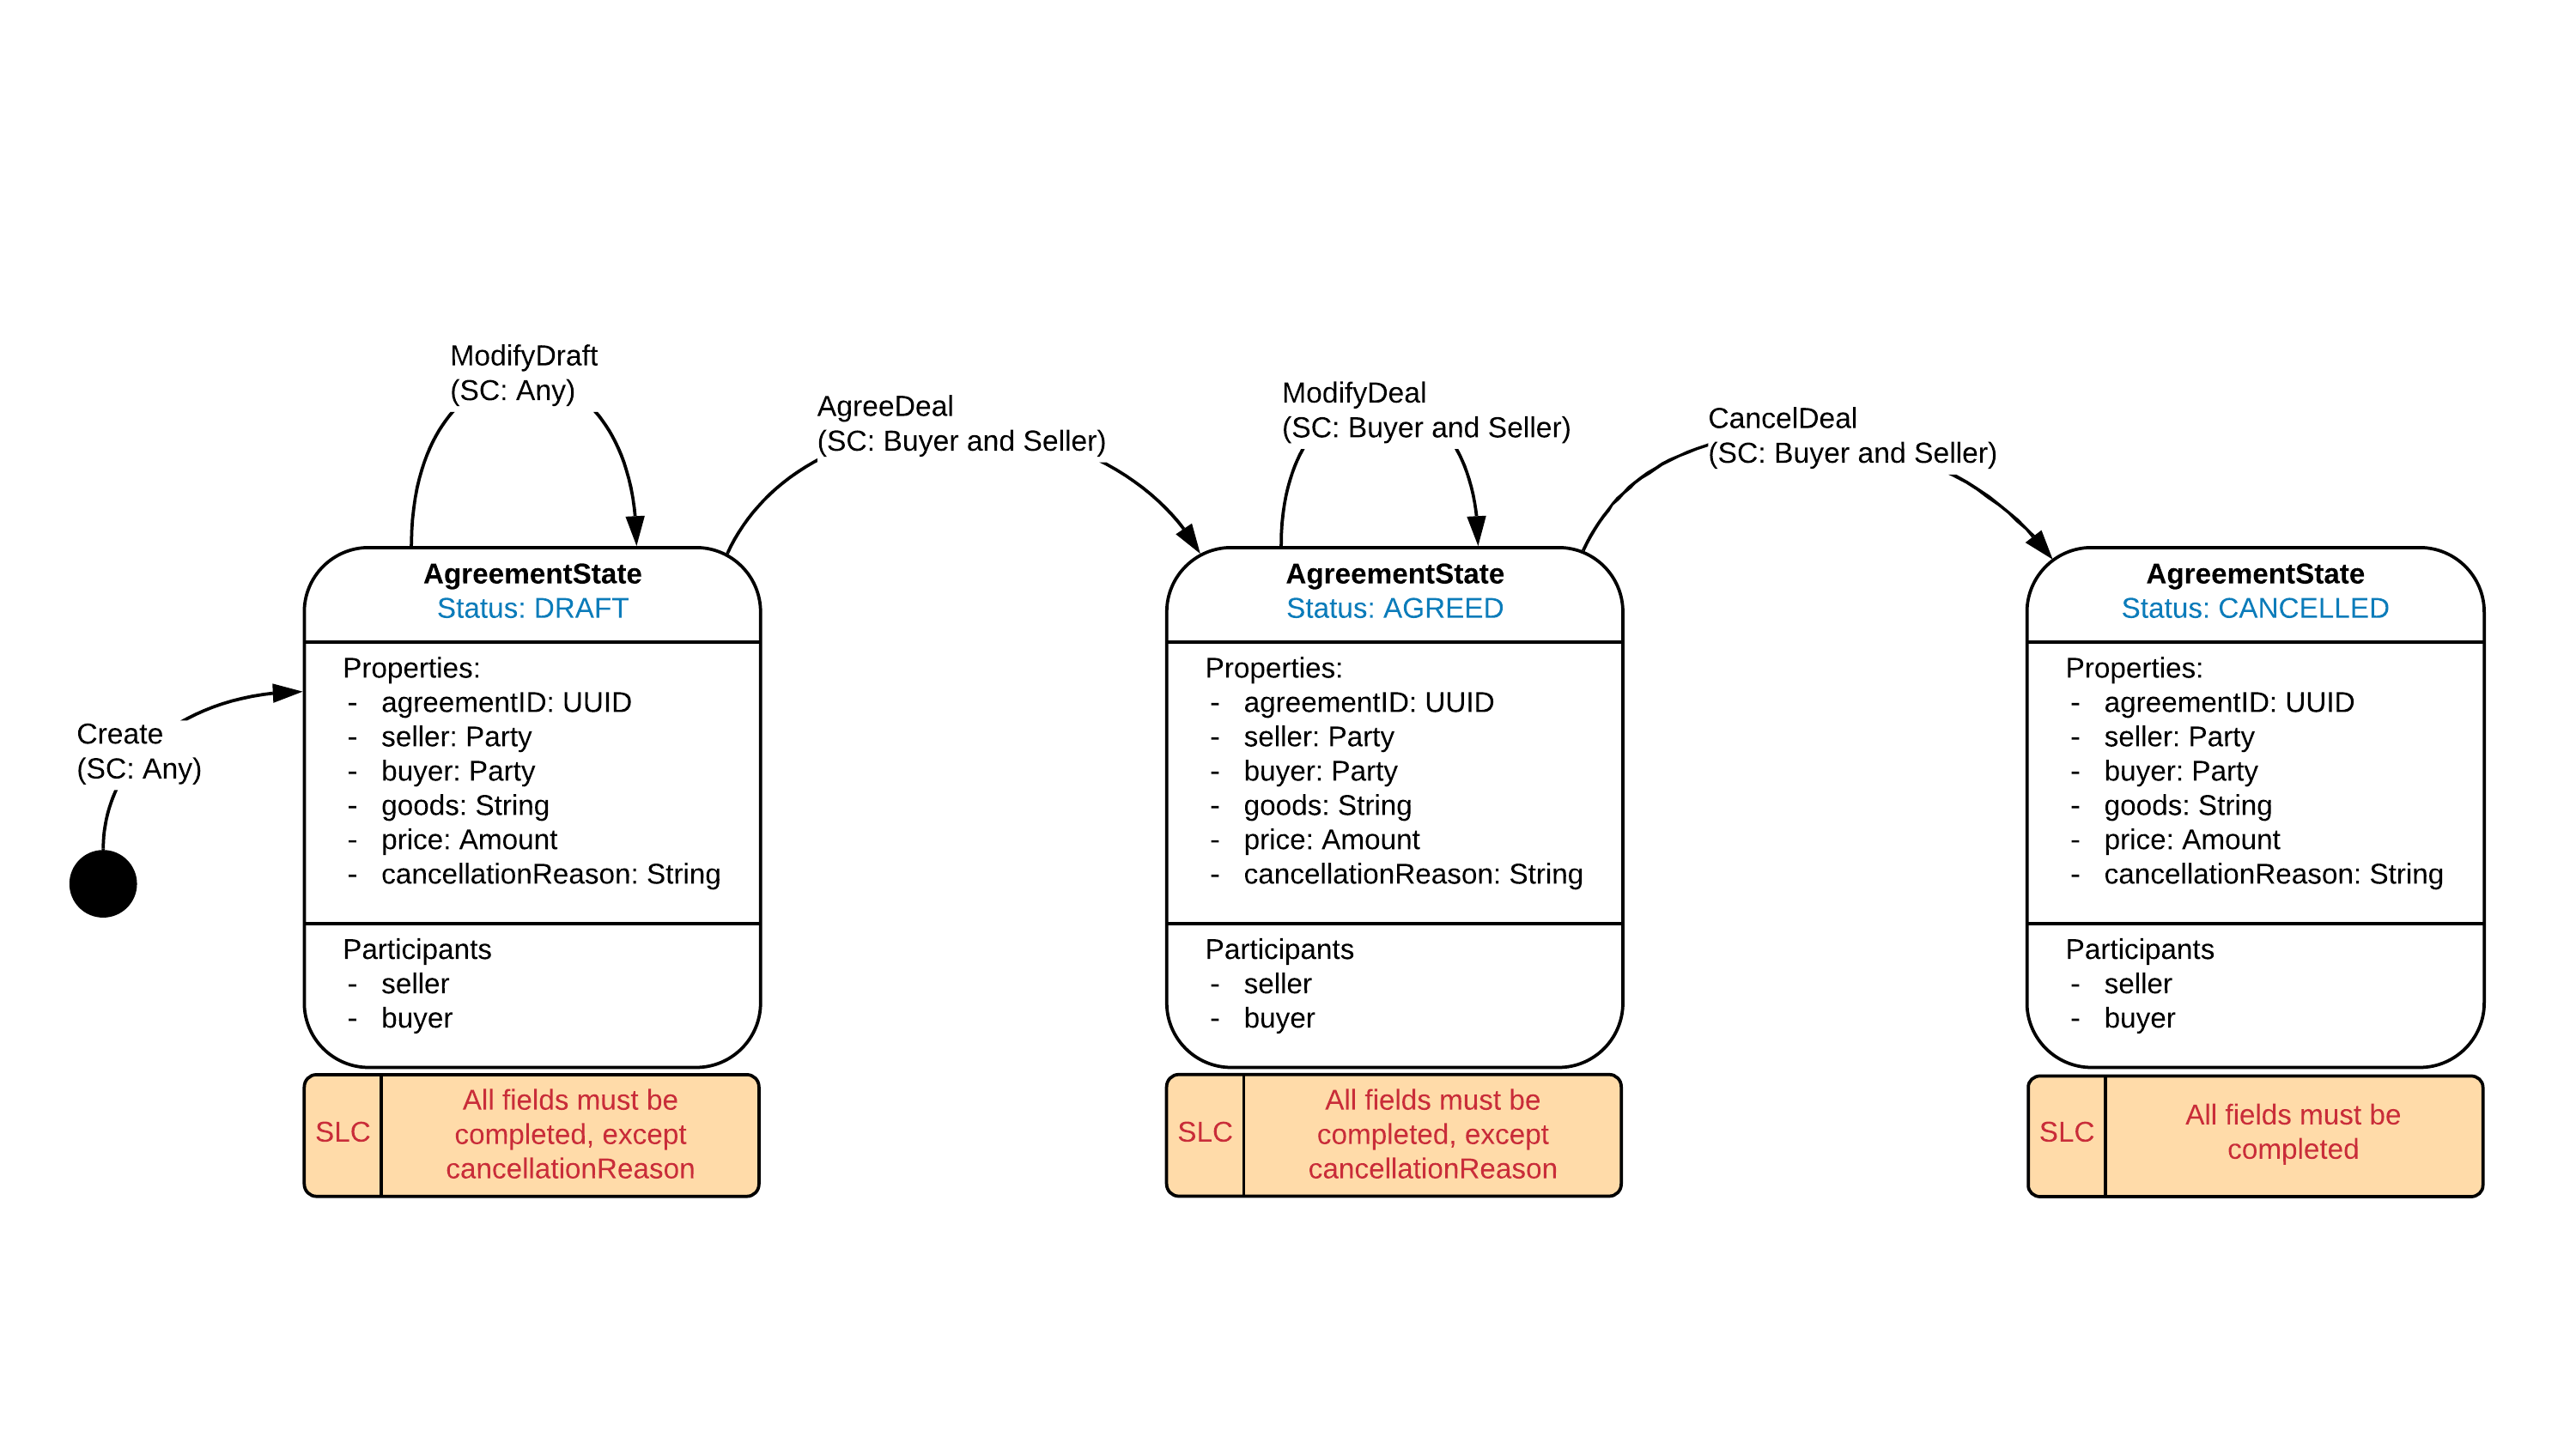 ModifyDraft
(SC: Any)
AgreeDeal
(SC: Buyer and Seller)
ModifyDeal
(SC: Buyer and Seller)
CancelDeal
(SC: Buyer and Seller)
Create
(SC: Any)
AgreementState
Status: DRAFT
Properties:
- agreementID: UUID
- seller: Party
- buyer: Party
- goods: String
- price: Amount
- cancellationReason: String
Participants
- seller
- buyer
SLC
All fields must be
completed, except
cancellationReason
AgreementState
Status: AGREED
Properties:
- agreementID: UUID
- seller: Party
- buyer: Party
- goods: String
- price: Amount
- cancellationReason: String
Participants
- seller
- buyer
SLC
All fields must be
completed, except
cancellationReason
AgreementState
Status: CANCELLED
Properties:
- agreementID: UUID
- seller: Party
- buyer: Party
- goods: String
- price: Amount
- cancellationReason: String
Participants
- seller
- buyer
SLC
All fields must be
completed